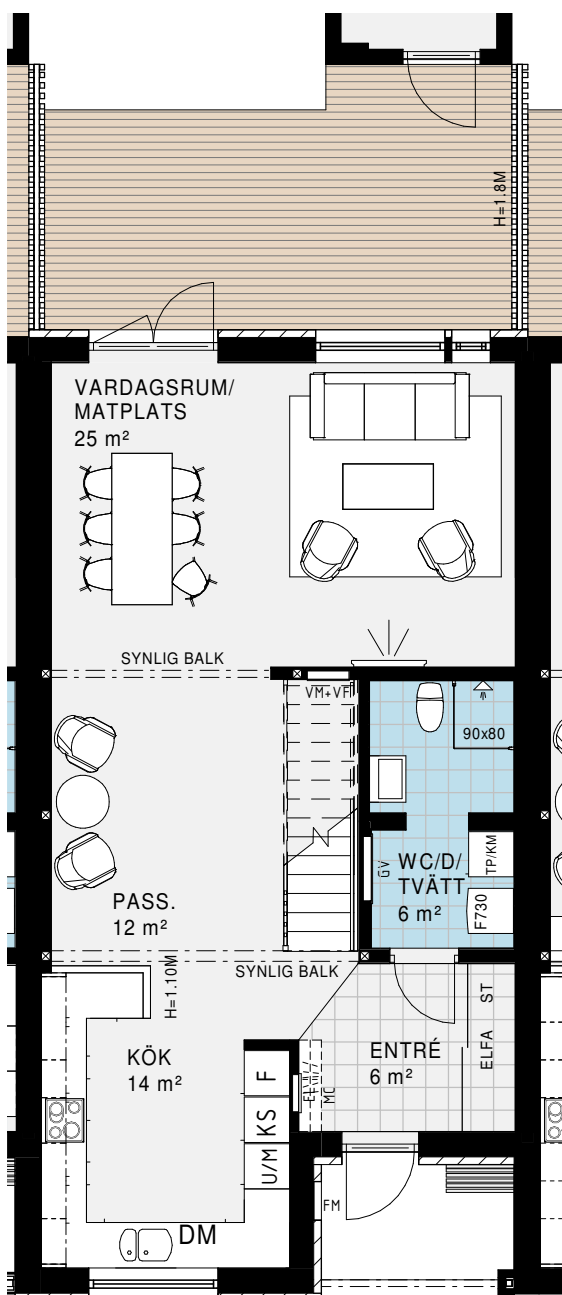 H=1.8M
VARDAGSRUM/
MATPLATS
25 m²
SYNLIG BALK
VM+VF
90x80
GV
WC/D/
TVÄTT
6 m²
TP/KM
F730
PASS.
12 m²
SYNLIG BALK
H=1.10M
KÖK
14 m²
F
KS
U/M
DM
ENTRÉ
6 m²
ELFA ST
MC
FM